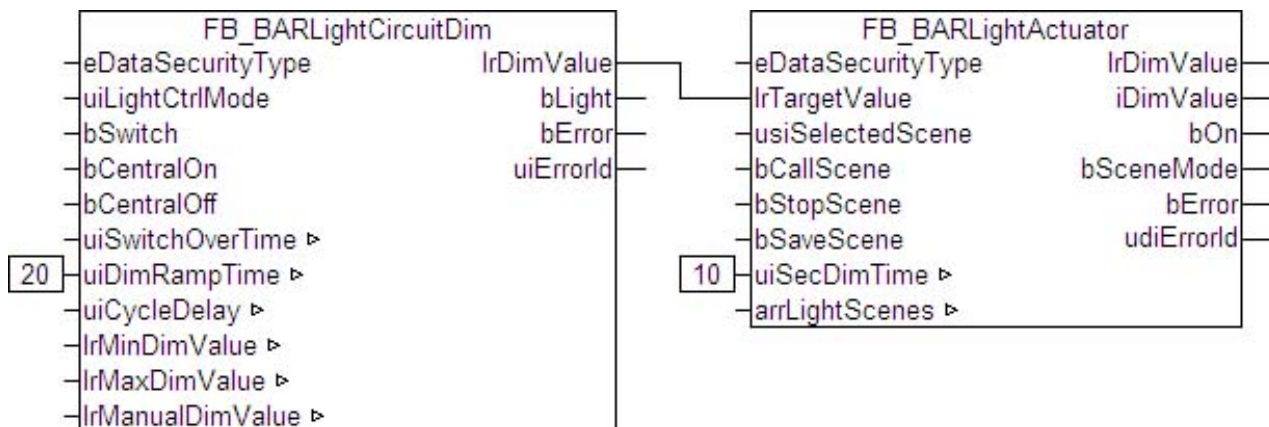 FB_BARLightCircuitDim FB_BARLightActuator
eDataSecurityType lrDimValue eDataSecurityType lrDimValue
uiLightCtrlMode bLight lrTargetValue iDimValue
bSwitch bError usiSelectedScene bOn
bCentralOn uiErrorId bCallScene bSceneMode
bCentralOff bStopScene bError
uiSwitchOverTime bSaveScene udiErrorId
20 uiDimRampTime 10 uiSecDimTime
uiCycleDelay arrLightScenes
lrMinDimValue
lrMaxDimValue
lrManualDimValue